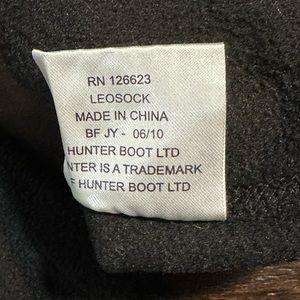 RN 126623
LEOSOCK
MADE IN CHINA
BF JY - 06/10
HUNTER BOOT LTD
NTER IS A TRADEMARK
F HUNTER BOOT LTD